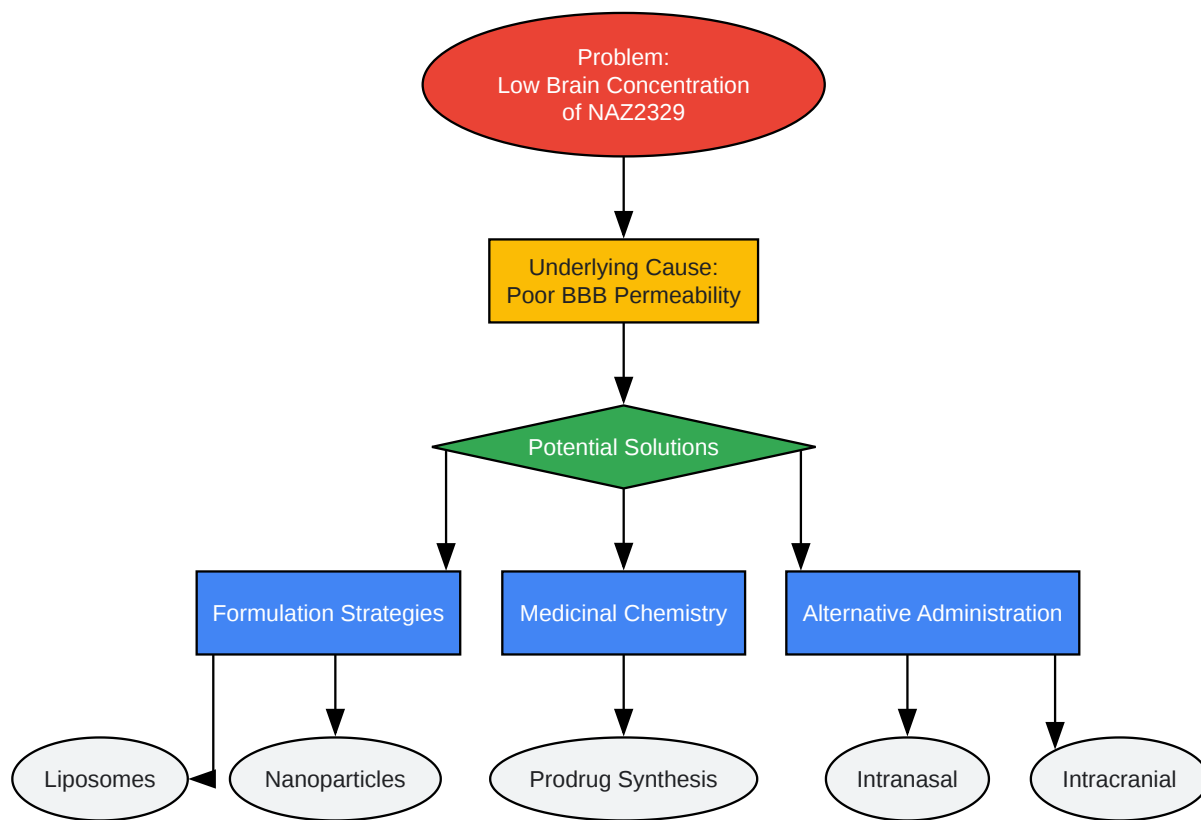 Problem:
Low Brain Concentration
of NAZ2329
Underlying Cause:
Poor BBB Permeability
Potential Solutions
Formulation Strategies
Medicinal Chemistry
Alternative Administration
Liposomes
Nanoparticles
Prodrug Synthesis
Intranasal
Intracranial